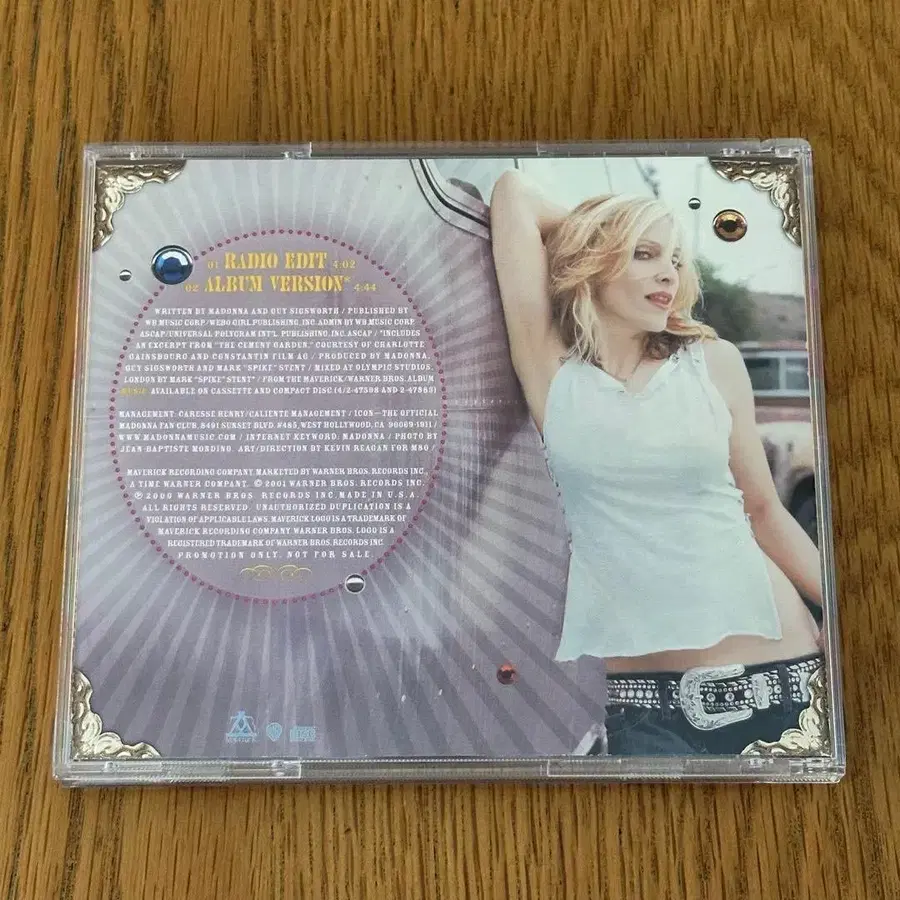 01 RADIO EDIT 4:02
02 ALBUM VERSION* 4:44
WRITTEN BY MADONNA AND GUY SIGSWORTH / PUBLISHED BY
WB MUSIC CORP/WEBO GIRL PUBLISHING, INC. ADMIN BY WB MUSIC CORP.
ASCAP/UNIVERSAL POLYGRAM INT'L. PUBLISHING, INC. ASCAP / *INCLUDES
AN EXCERPT FROM "THE CEMENT GARDEN," COURTESY OF CHARLOTTE
GAINSBOURG AND CONSTANTIN FILM AG / PRODUCED BY MADONNA,
GUY SIGSWORTH AND MARK "SPIKE" STENT / MIXED AT OLYMPIC STUDIOS,
LONDON BY MARK "SPIKE" STENT / FROM THE MAVERICK/WARNER BROS. ALBUM
MUSIC AVAILABLE ON CASSETTE AND COMPACT DISC (4/2-47598 AND 2-47865)
MANAGEMENT: CARESSE HENRY/CALIENTE MANAGEMENT / ICON—THE OFFICIAL
MADONNA FAN CLUB, 8491 SUNSET BLVD. #485, WEST HOLLYWOOD, CA 90069-1911 /
WWW.MADONNAMUSIC.COM / INTERNET KEYWORD: MADONNA / PHOTO BY
JEAN-BAPTISTE MONDINO. ART/DIRECTION BY KEVIN REAGAN FOR M80 /
MAVERICK RECORDING COMPANY. MARKETED BY WARNER BROS. RECORDS INC.,
A TIME WARNER COMPANY. © 2001 WARNER BROS. RECORDS INC.
℗ 2000 WARNER BROS. RECORDS INC. MADE IN U.S.A.
ALL RIGHTS RESERVED. UNAUTHORIZED DUPLICATION IS A
VIOLATION OF APPLICABLE LAWS. MAVERICK LOGO IS A TRADEMARK OF
MAVERICK RECORDING COMPANY. WARNER BROS. LOGO IS A
REGISTERED TRADEMARK OF WARNER BROS. RECORDS INC.
PROMOTION ONLY. NOT FOR SALE.